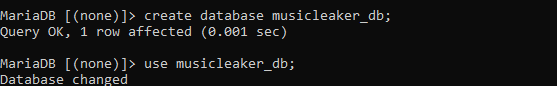 MariaDB [(none)]> create database musicleaker_db;
Query OK, 1 row affected (0.001 sec)
MariaDB [(none)]> use musicleaker_db;
Database changed